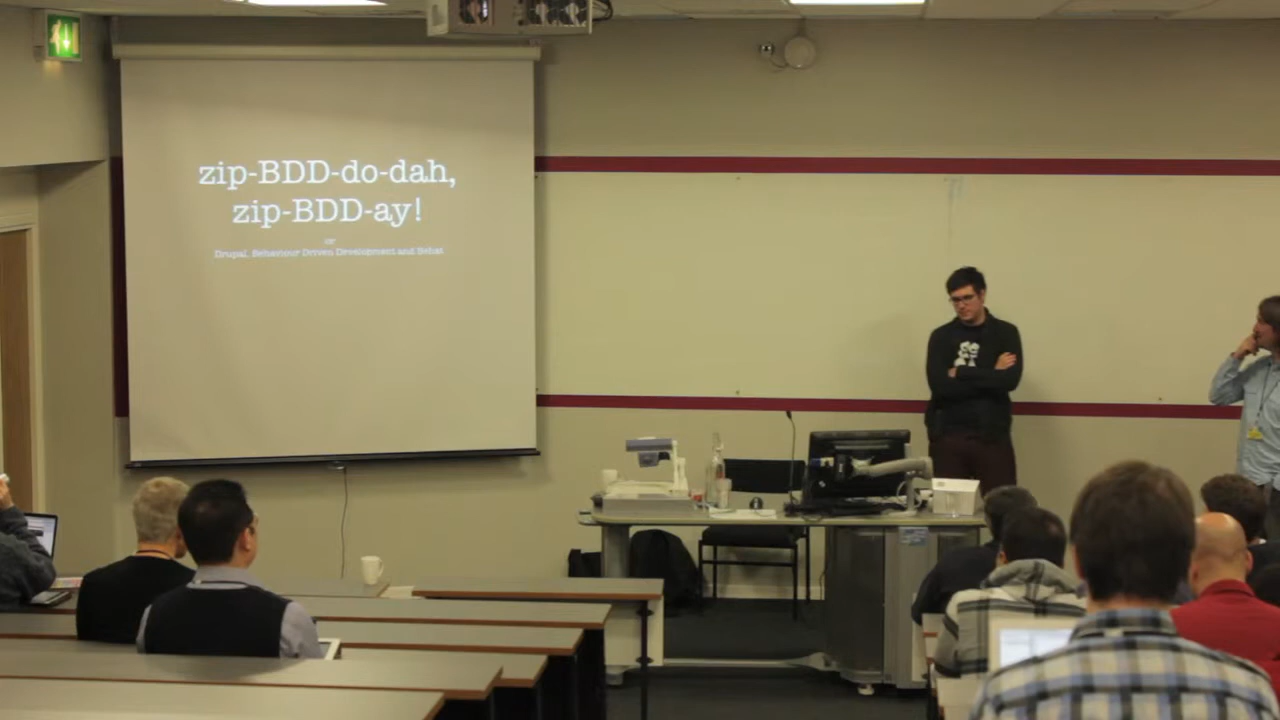 zip-BDD-do-dah,
zip-BDD-ay!
or
Drupal, Behaviour Driven Development and Behat